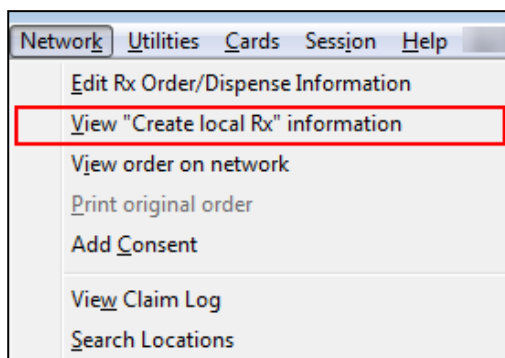 Network Utilities Cards Session Help
Edit Rx Order/Dispense Information
View "Create local Rx" information
View order on network
Print original order
Add Consent
View Claim Log
Search Locations